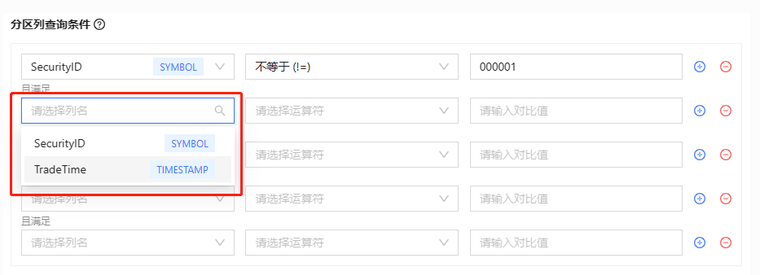 分区列查询条件
SecurityID SYMBOL 不等于 (!=) 000001
且满足
请选择列名 请选择运算符 请输入对比值
SecurityID SYMBOL
请选择运算符 请输入对比值
TradeTime TIMESTAMP
请选择列名 请选择运算符 请输入对比值
且满足
请选择列名 请选择运算符 请输入对比值